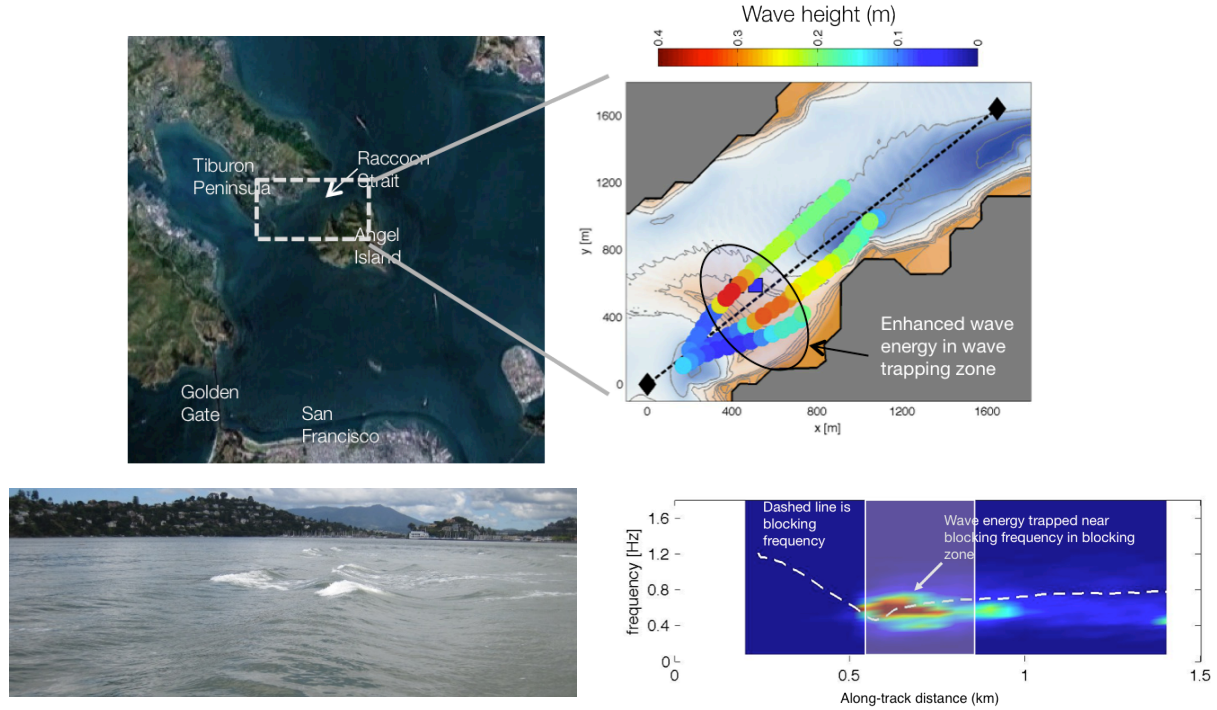 Wave height (m)
0.4
0.3
0.2
0.1
0
Tiburon
Peninsula
Raccoon
Strait
Angel
Island
Golden
Gate
San
Francisco
1600
1200
800
400
0
y [m]
0
400
800
1200
1600
x [m]
Enhanced wave
energy in wave
trapping zone
Dashed line is
blocking
frequency
Wave energy trapped near
blocking frequency in blocking
zone
1.6
1.2
0.8
0.4
0
frequency [Hz]
0
0.5
1
1.5
Along-track distance (km)